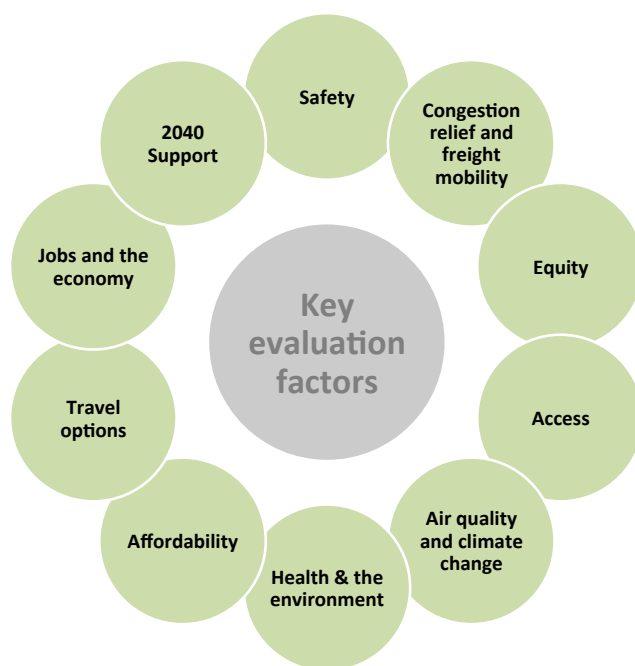 Safety
Congestion
relief and
freight
mobility
Equity
Access
Air quality
and climate
change
Health & the
environment
Affordability
Travel
options
Jobs and the
economy
2040
Support
Key
evaluation
factors